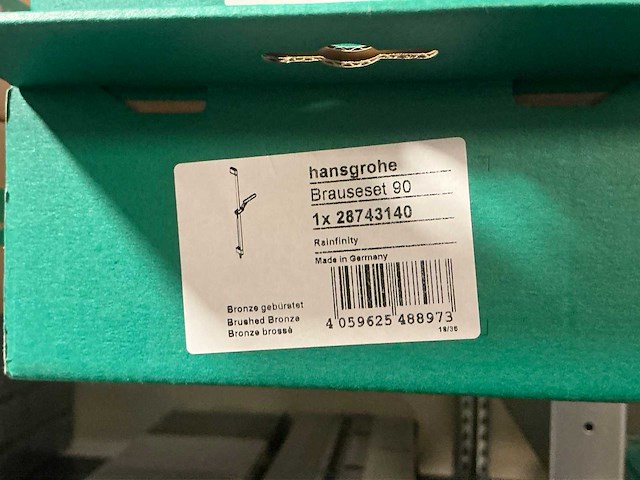 hansgrohe
Brauseset 90
1x 28743140
Rainfinity
Made in Germany
Bronze gebürstet
Brushed Bronze
Bronze brossé
4 059625 488973
18/36